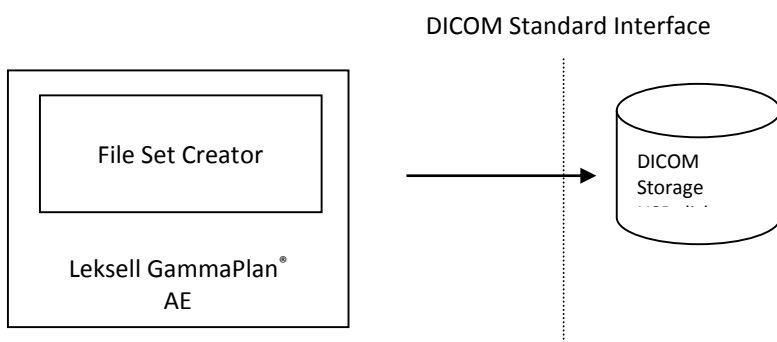 DICOM Standard Interface
File Set Creator
Leksell GammaPlan®
AE
DICOM
Storage